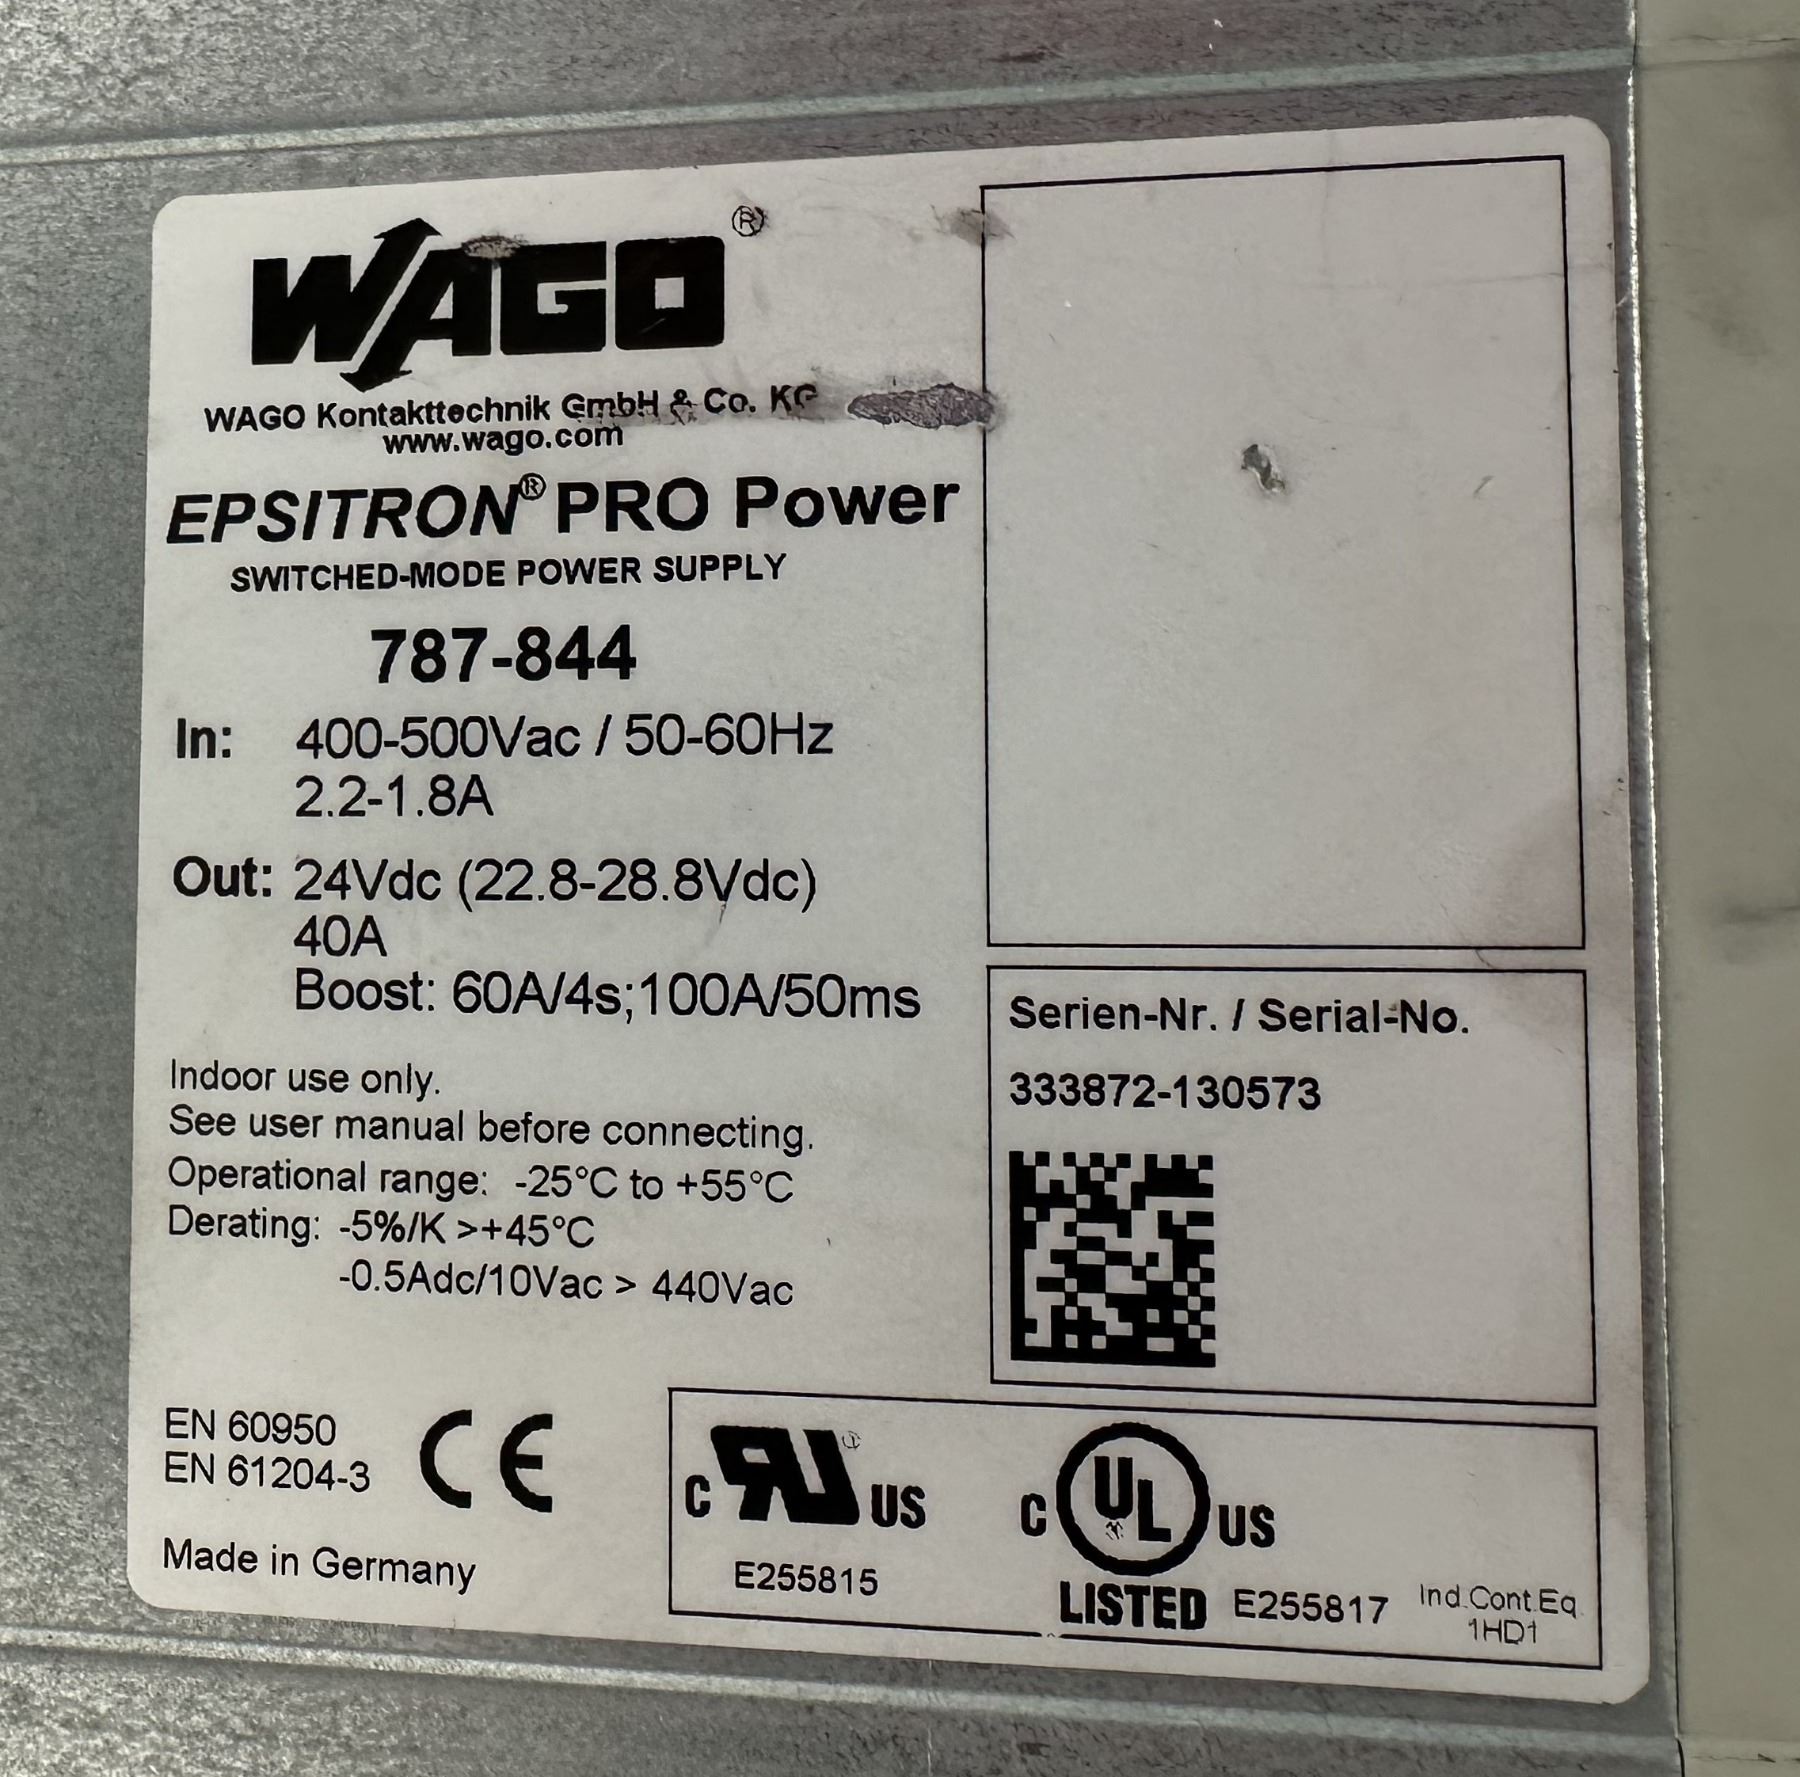 WAGO®
WAGO Kontakttechnik GmbH & Co. KG
www.wago.com
EPSITRON® PRO Power
SWITCHED-MODE POWER SUPPLY
787-844
In: 400-500Vac / 50-60Hz
2.2-1.8A
Out: 24Vdc (22.8-28.8Vdc)
40A
Boost: 60A/4s;100A/50ms
Indoor use only.
See user manual before connecting.
Operational range: -25°C to +55°C
Derating: -5%/K >+45°C
-0.5Adc/10Vac > 440Vac
Serien-Nr. / Serial-No.
333872-130573
EN 60950
EN 61204-3
CE
Made in Germany
c RU US
E255815
c UL US
LISTED E255817
Ind.Cont.Eq.
1HD1